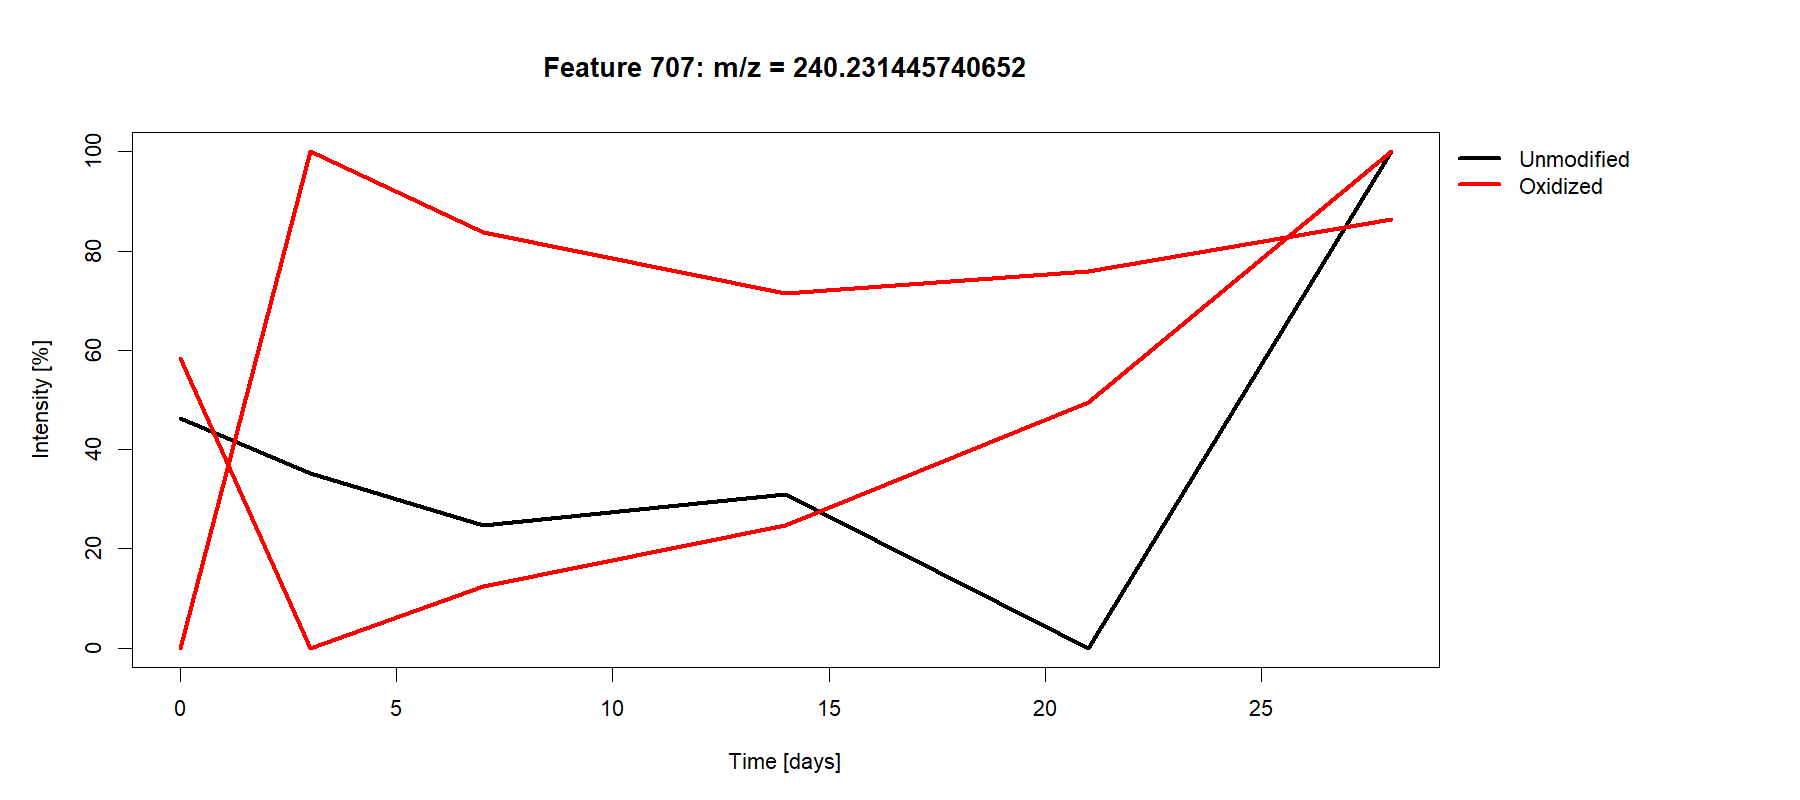 Feature 707: m/z = 240.231445740652
Unmodified
Oxidized
Intensity [%]
100
80
60
40
20
0
0 5 10 15 20 25
Time [days]